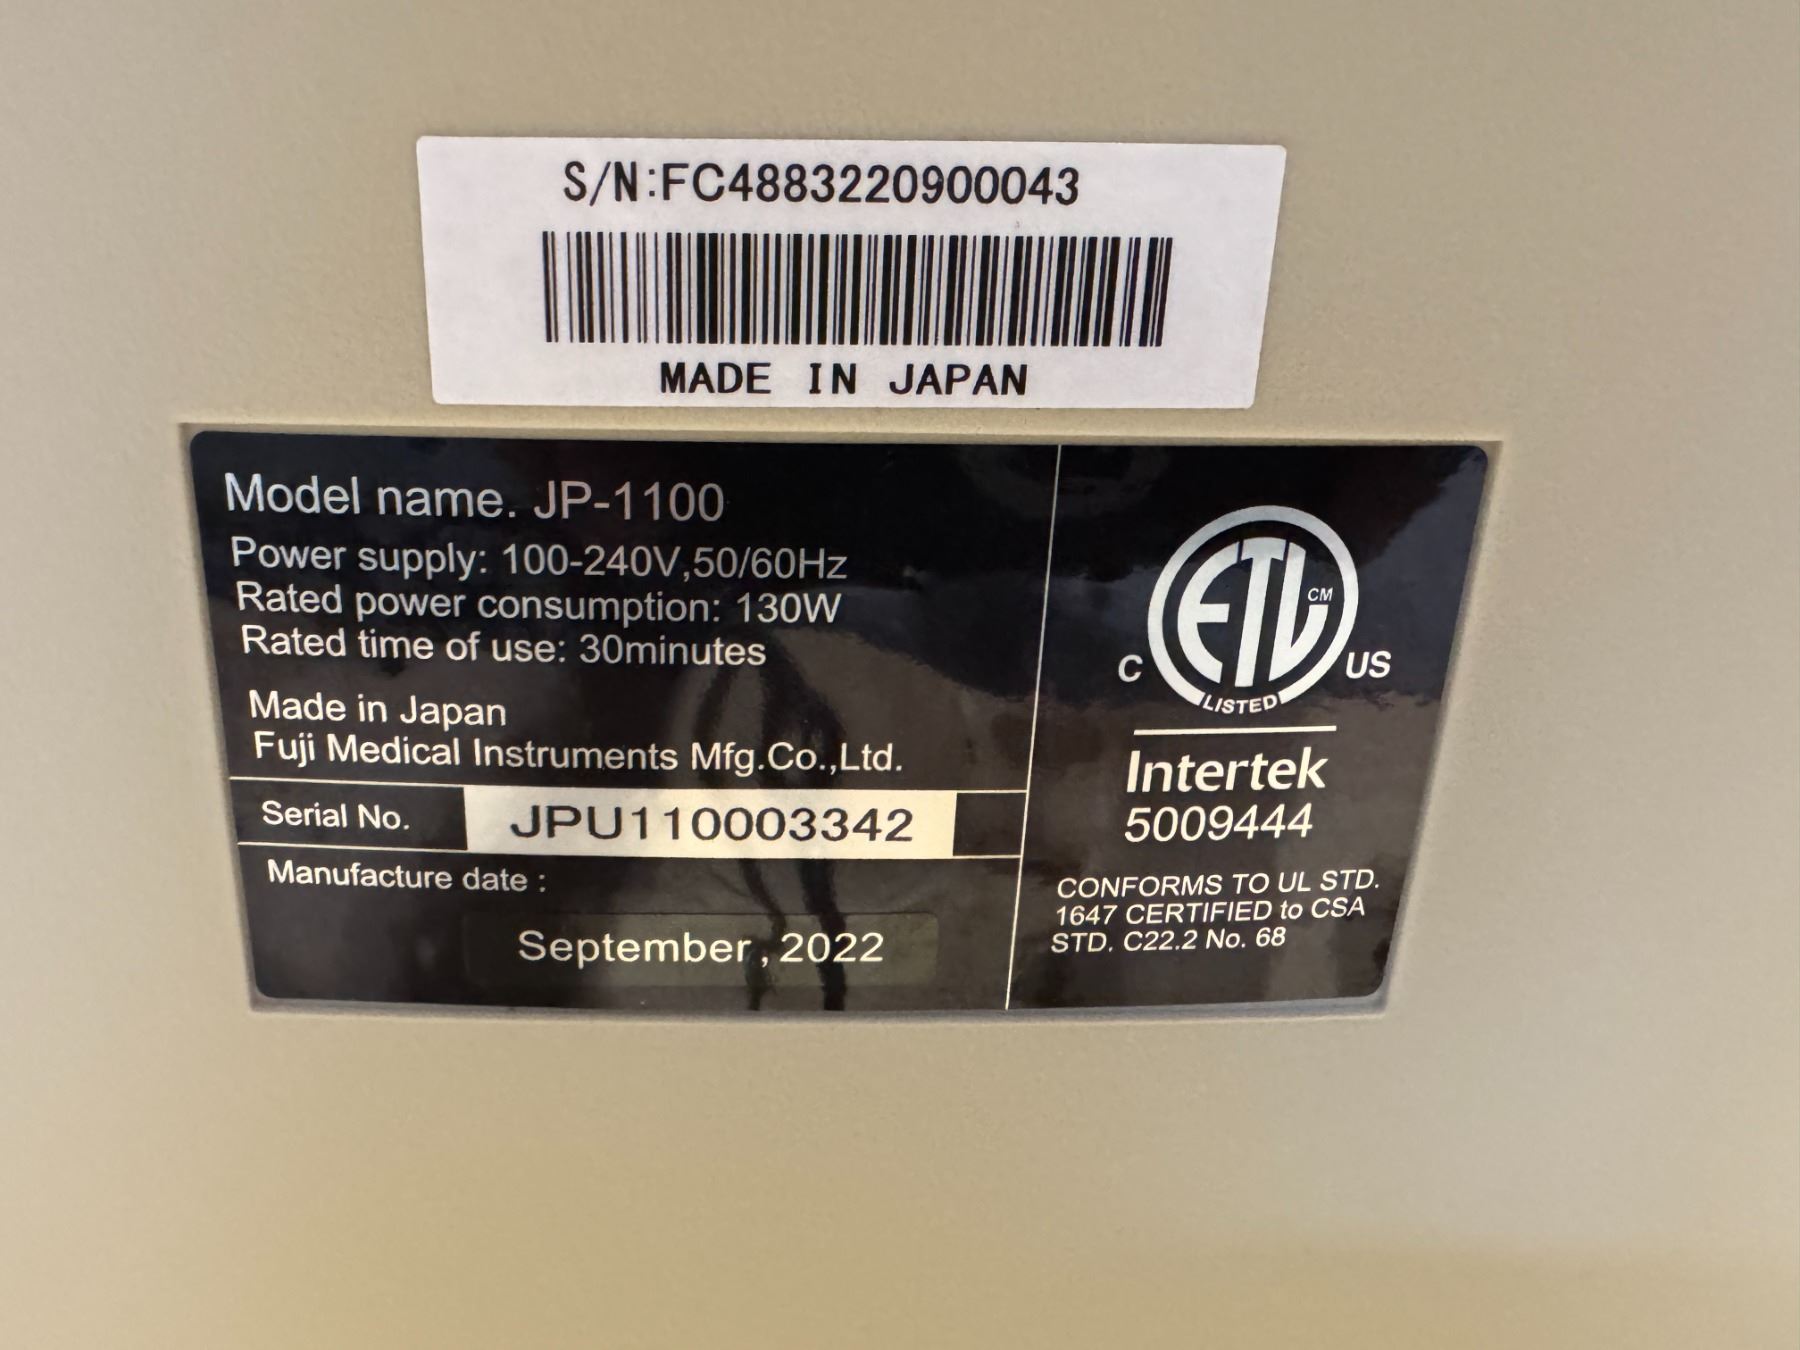 S/N:FC4883220900043
MADE IN JAPAN
Model name. JP-1100
Power supply: 100-240V,50/60Hz
Rated power consumption: 130W
Rated time of use: 30minutes
Made in Japan
Fuji Medical Instruments Mfg.Co.,Ltd.
Serial No. JPU110003342
Manufacture date :
September, 2022
ETL CM
C US
LISTED
Intertek
5009444
CONFORMS TO UL STD.
1647 CERTIFIED to CSA
STD. C22.2 No. 68